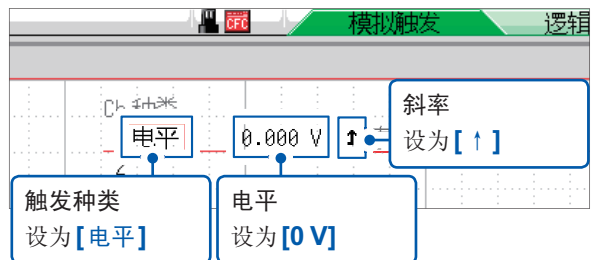 CFC 模拟触发 逻辑
Ch 种类
电平 0.000 V ↑
斜率
设为[↑]
触发种类
设为[电平]
电平
设为[0 V]